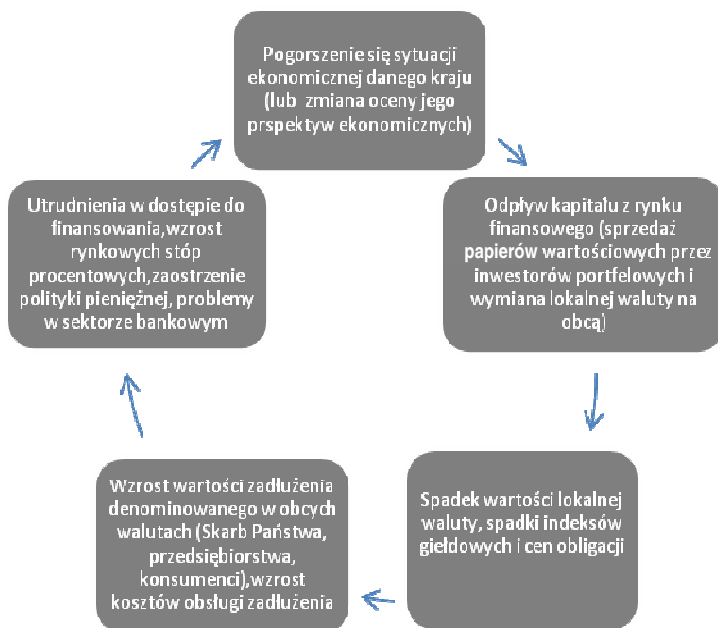 Pogorszenie się sytuacji
ekonomicznej danego kraju
(lub zmiana oceny jego
prspektyw ekonomicznych)
Odpływ kapitału z rynku
finansowego (sprzedaż
papierów wartościowych przez
inwestorów portfelowych i
wymiana lokalnej waluty na
obcą)
Spadek wartości lokalnej
waluty, spadki indeksów
giełdowych i cen obligacji
Wzrost wartości zadłużenia
denominowanego w obcych
walutach (Skarb Państwa,
przedsiębiorstwa,
konsumenci),wzrost
kosztów obsługi zadłużenia
Utrudnienia w dostępie do
finansowania,wzrost
rynkowych stóp
procentowych,zaostrzenie
polityki pieniężnej, problemy
w sektorze bankowym